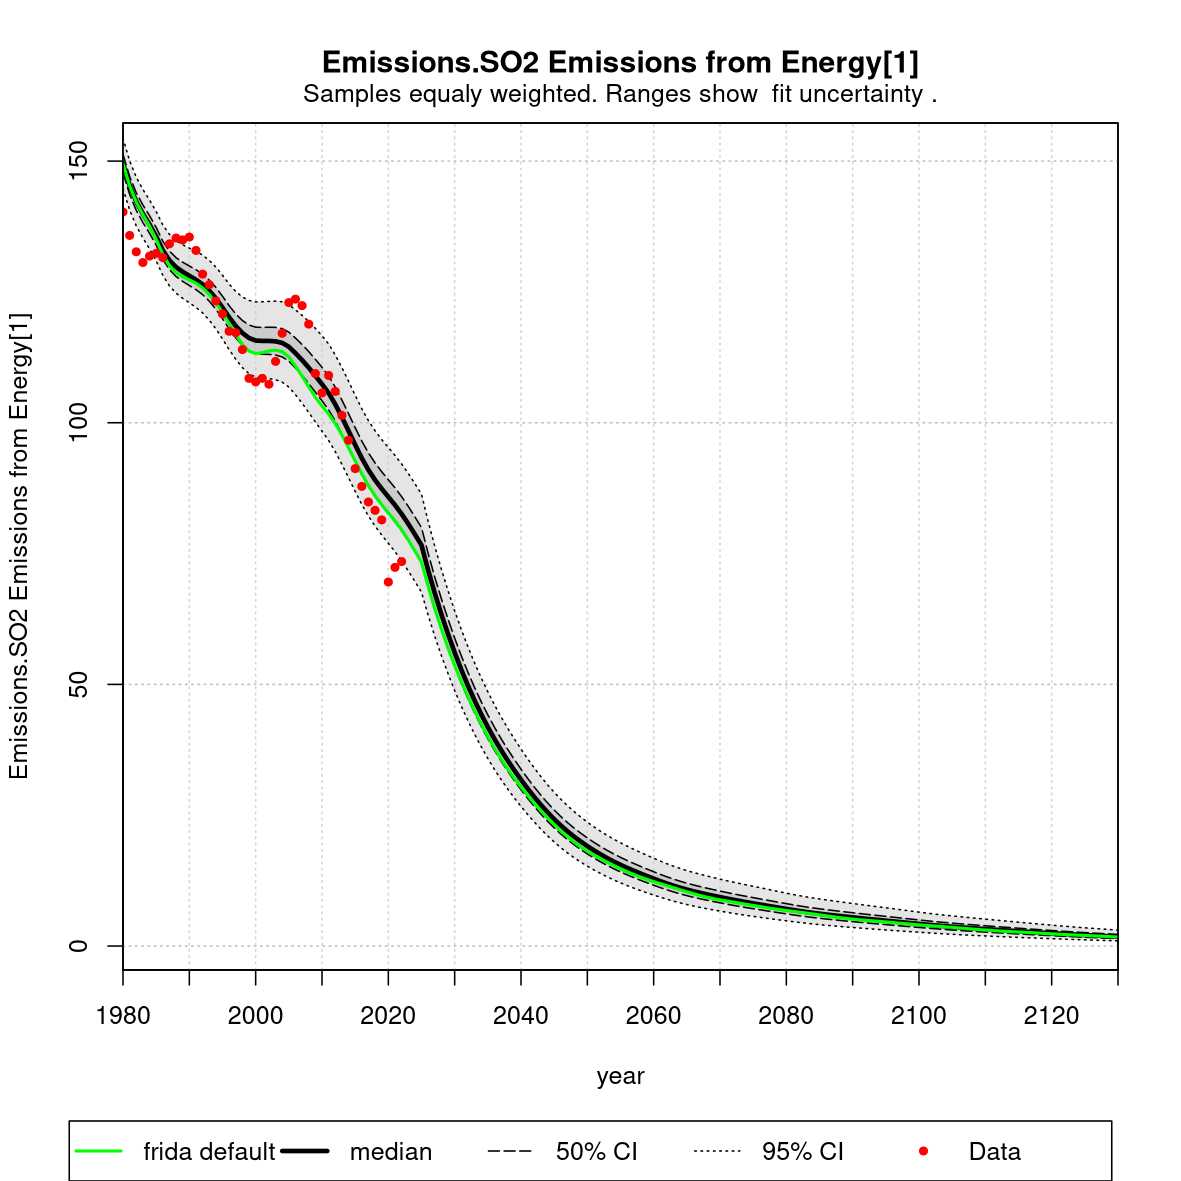 Emissions.SO2 Emissions from Energy[1]
Samples equaly weighted. Ranges show  fit uncertainty .
Emissions.SO2 Emissions from Energy[1]
150
100
50
0
1980 2000 2020 2040 2060 2080 2100 2120
year
frida default median 50% CI 95% CI Data